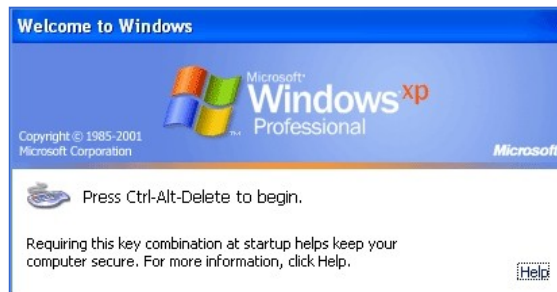 Welcome to Windows
Microsoft®
Windows xp
Professional
TM
Copyright © 1985-2001
Microsoft Corporation
Microsoft
Press Ctrl-Alt-Delete to begin.
Requiring this key combination at startup helps keep your
computer secure. For more information, click Help.
Help